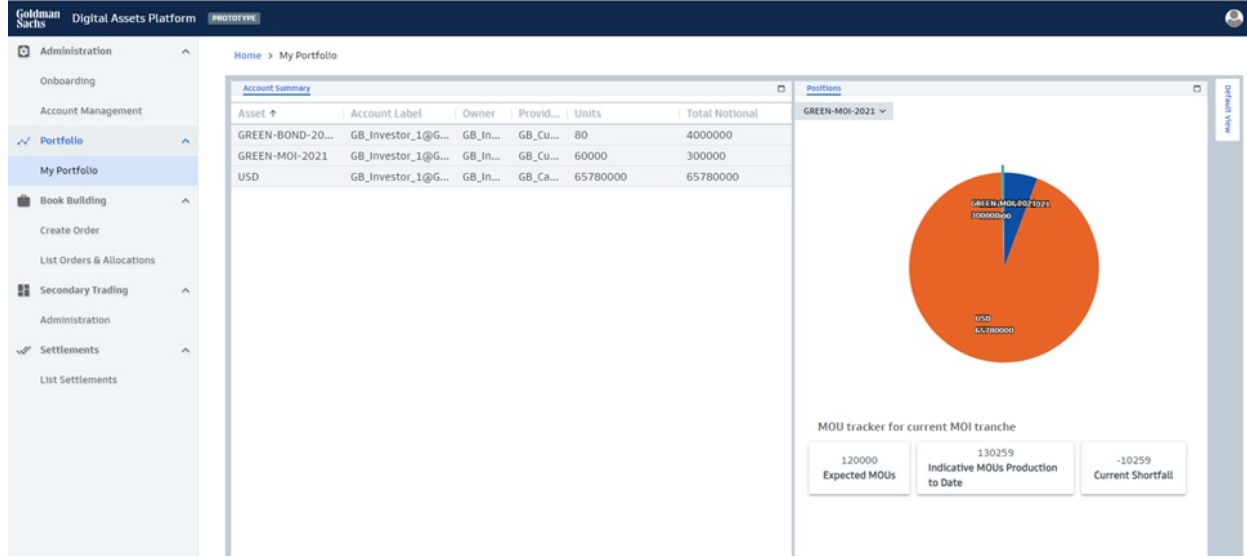 Goldman
Sachs
Digital Assets Platform
PROTOTYPE
Administration
Onboarding
Account Management
Portfolio
My Portfolio
Book Building
Create Order
List Orders & Allocations
Secondary Trading
Administration
Settlements
List Settlements
Home > My Portfolio
Account Summary
Asset Account Label Owner Provid... Units Total Notional
GREEN-BOND-20... GB_Investor_1@G... GB_In... GB_Cu... 80 4000000
GREEN-MOI-2021 GB_Investor_1@G... GB_In... GB_Cu... 60000 300000
USD GB_Investor_1@G... GB_In... GB_Ca... 65780000 65780000
Positions
GREEN-MOI-2021
GREEN-MOI-2021
USD
65780000
MOU tracker for current MOI tranche
120000
Expected MOUs
130259
Indicative MOUs Production
to Date
-10259
Current Shortfall
Default View